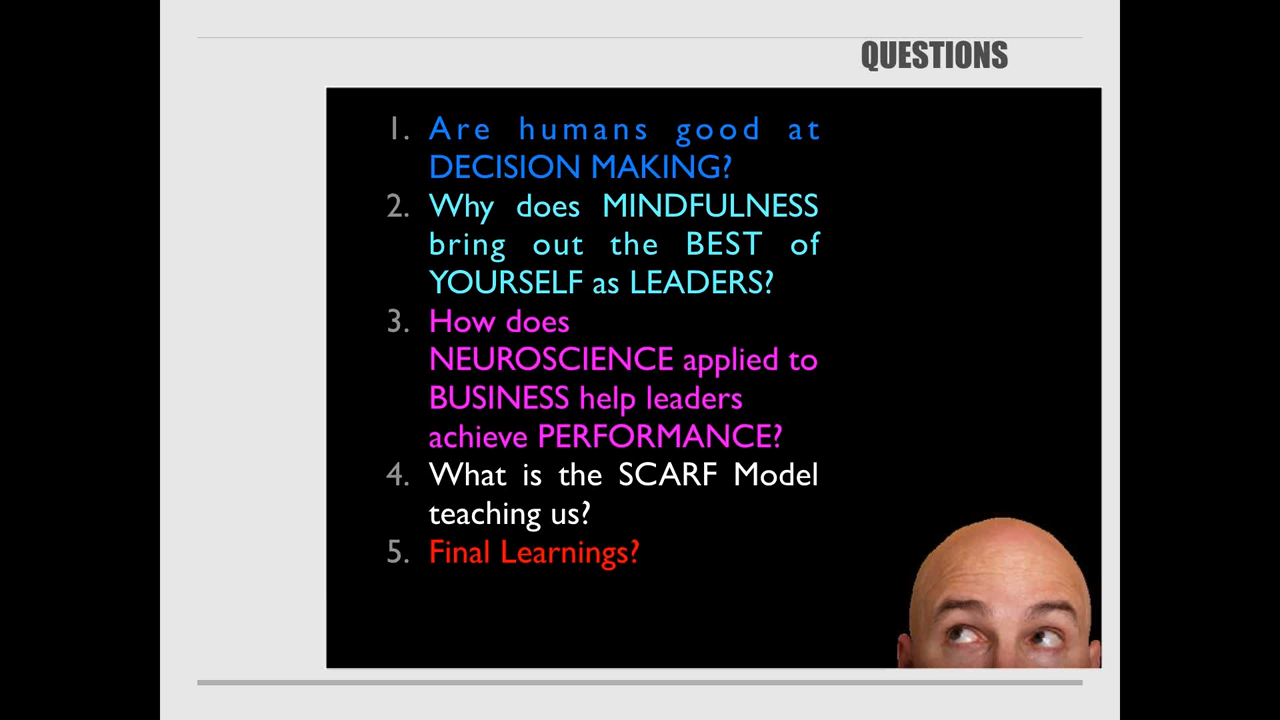 QUESTIONS
1. Are humans good at
DECISION MAKING?
2. Why does MINDFULNESS
bring out the BEST of
YOURSELF as LEADERS?
3. How does
NEUROSCIENCE applied to
BUSINESS help leaders
achieve PERFORMANCE?
4. What is the SCARF Model
teaching us?
5. Final Learnings?